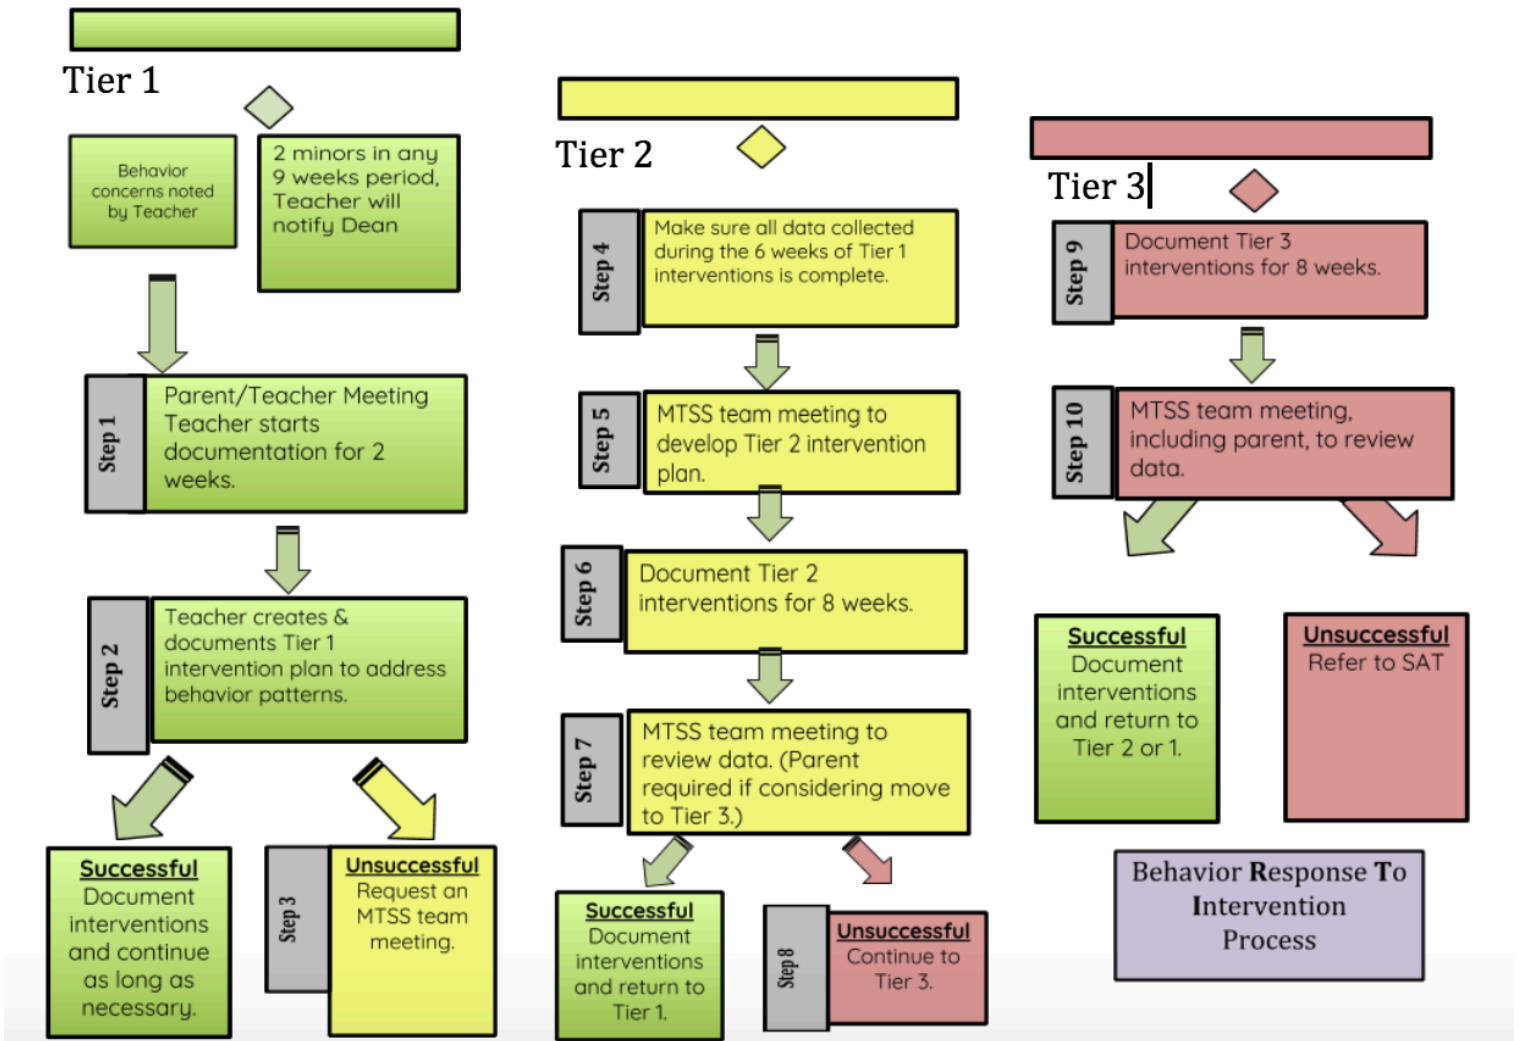 Tier 1
Behavior
concerns noted
by Teacher
2 minors in any
9 weeks period,
Teacher will
notify Dean
Step 1
Parent/Teacher Meeting
Teacher starts
documentation for 2
weeks.
Step 2
Teacher creates &
documents Tier 1
intervention plan to address
behavior patterns.
Successful
Document
interventions
and continue
as long as
necessary.
Step 3
Unsuccessful
Request an
MTSS team
meeting.
Tier 2
Step 4
Make sure all data collected
during the 6 weeks of Tier 1
interventions is complete.
Step 5
MTSS team meeting to
develop Tier 2 intervention
plan.
Step 6
Document Tier 2
interventions for 8 weeks.
Step 7
MTSS team meeting to
review data. (Parent
required if considering move
to Tier 3.)
Successful
Document
interventions
and return to
Tier 1.
Step 8
Unsuccessful
Continue to
Tier 3.
Tier 3
Step 9
Document Tier 3
interventions for 8 weeks.
Step 10
MTSS team meeting,
including parent, to review
data.
Successful
Document
interventions
and return to
Tier 2 or 1.
Unsuccessful
Refer to SAT
Behavior Response To
Intervention
Process